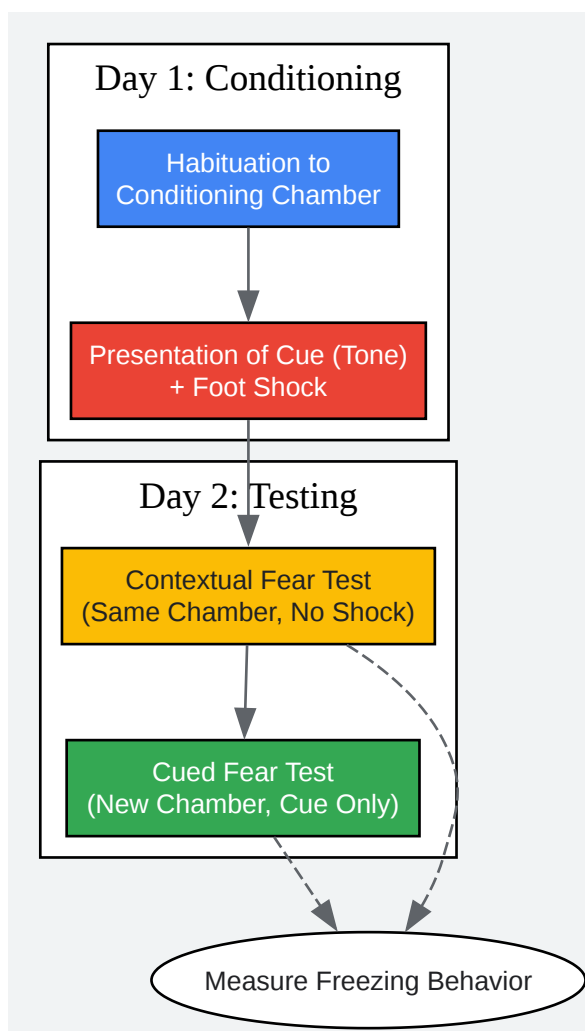 Day 1: Conditioning
Habituation to
Conditioning Chamber
Presentation of Cue (Tone)
+ Foot Shock
Day 2: Testing
Contextual Fear Test
(Same Chamber, No Shock)
Cued Fear Test
(New Chamber, Cue Only)
Measure Freezing Behavior